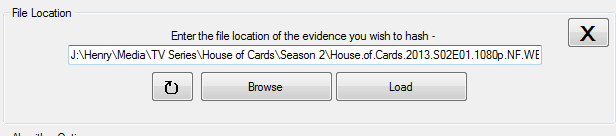 File Location
Enter the file location of the evidence you wish to hash -
X
J:\Henry\Media\TV Series\House of Cards\Season 2\House.of.Cards.2013.S02E01.1080p.NF.WE
↻ Browse Load